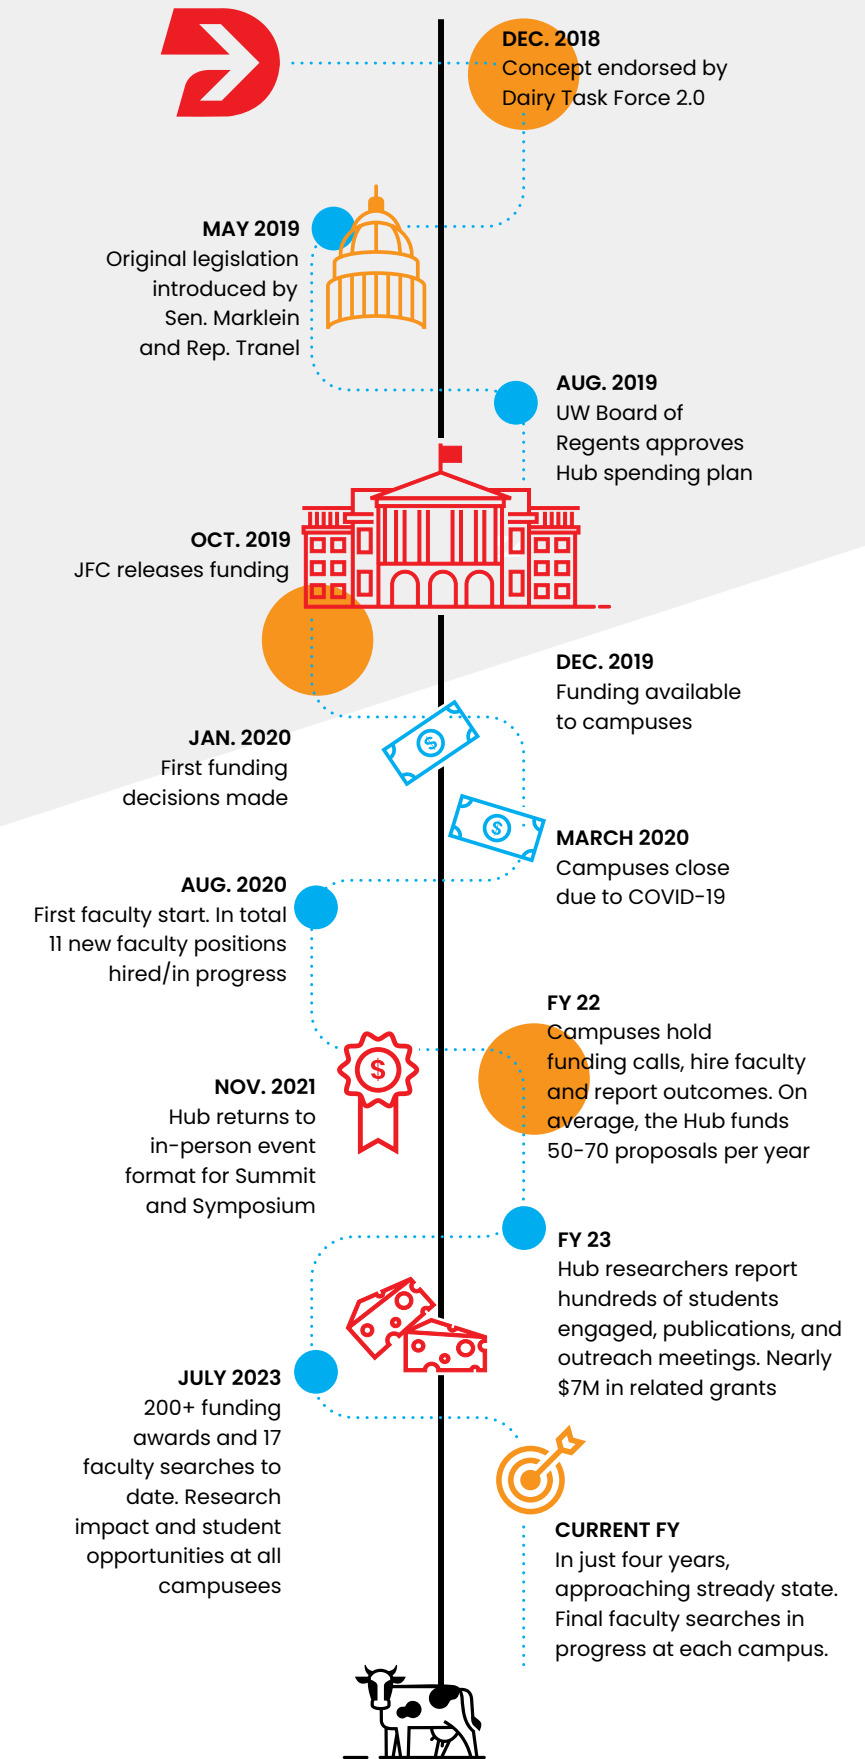 DEC. 2018
Concept endorsed by
Dairy Task Force 2.0
MAY 2019
Original legislation
introduced by
Sen. Marklein
and Rep. Tranel
AUG. 2019
UW Board of
Regents approves
Hub spending plan
OCT. 2019
JFC releases funding
DEC. 2019
Funding available
to campuses
JAN. 2020
First funding
decisions made
$
$
MARCH 2020
Campuses close
due to COVID-19
AUG. 2020
First faculty start. In total
11 new faculty positions
hired/in progress
NOV. 2021
Hub returns to
in-person event
format for Summit
and Symposium
$
FY 22
Campuses hold
funding calls, hire faculty
and report outcomes. On
average, the Hub funds
50-70 proposals per year
FY 23
Hub researchers report
hundreds of students
engaged, publications, and
outreach meetings. Nearly
$7M in related grants
JULY 2023
200+ funding
awards and 17
faculty searches to
date. Research
impact and student
opportunities at all
campusees
CURRENT FY
In just four years,
approaching stready state.
Final faculty searches in
progress at each campus.